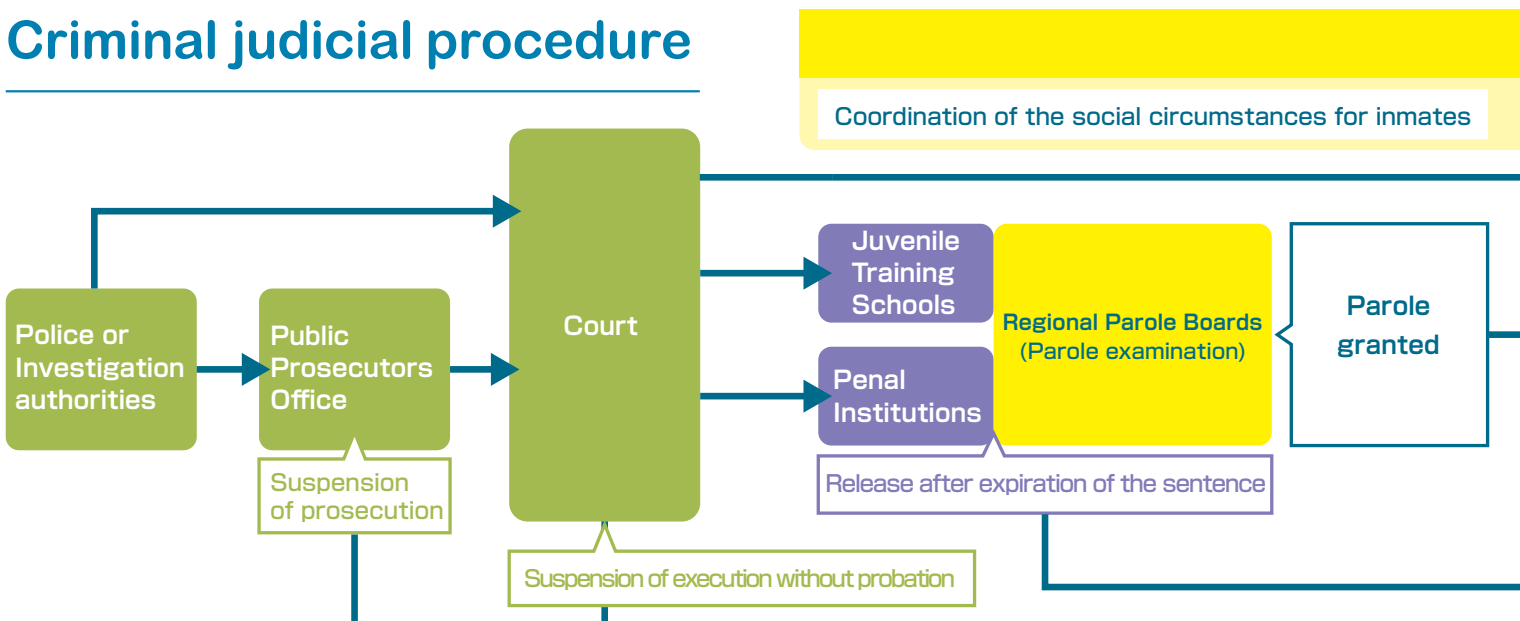 Criminal judicial procedure
Coordination of the social circumstances for inmates
Police or
Investigation
authorities
Public
Prosecutors
Office
Suspension
of prosecution
Court
Suspension of execution without probation
Juvenile
Training
Schools
Penal
Institutions
Regional Parole Boards
(Parole examination)
Release after expiration of the sentence
Parole
granted